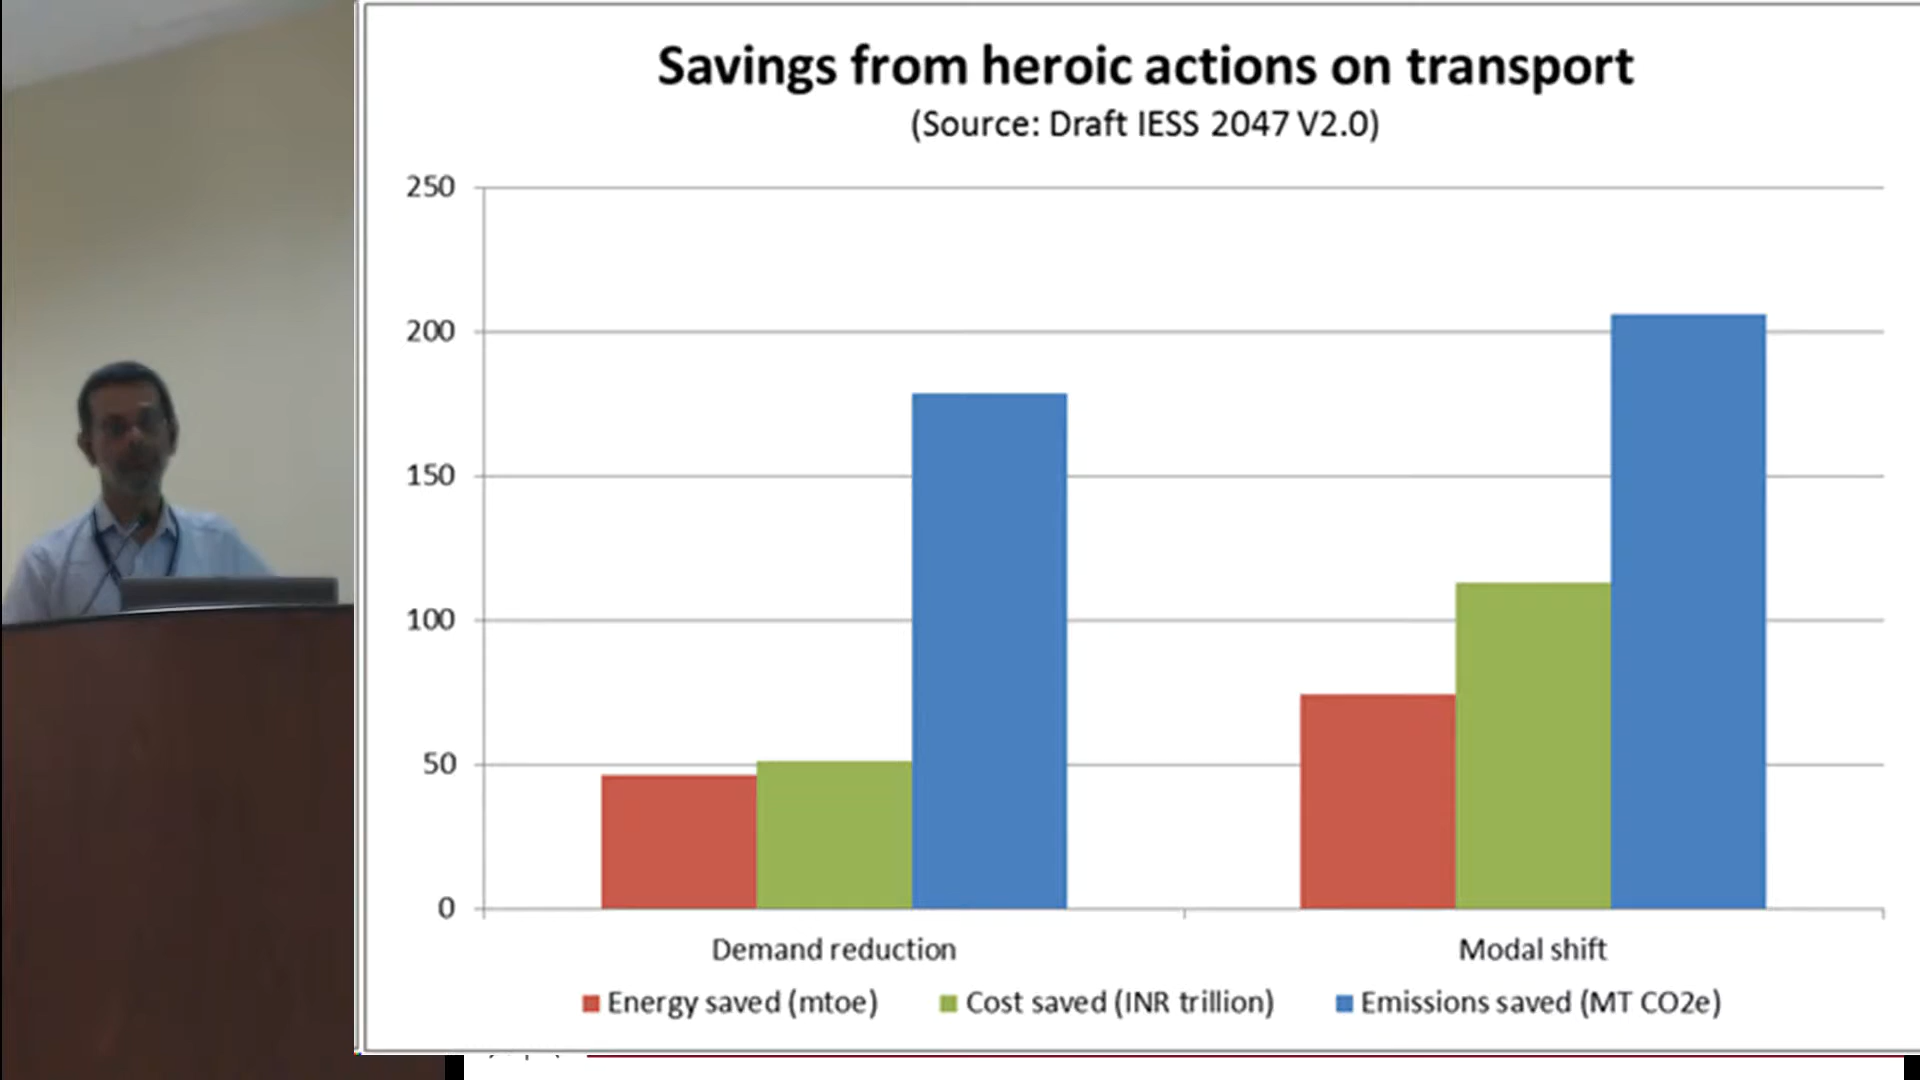 Savings from heroic actions on transport
(Source: Draft IESS 2047 V2.0)
250
200
150
100
50
0
Demand reduction
Modal shift
Energy saved (mtoe)
Cost saved (INR trillion)
Emissions saved (MT CO2e)